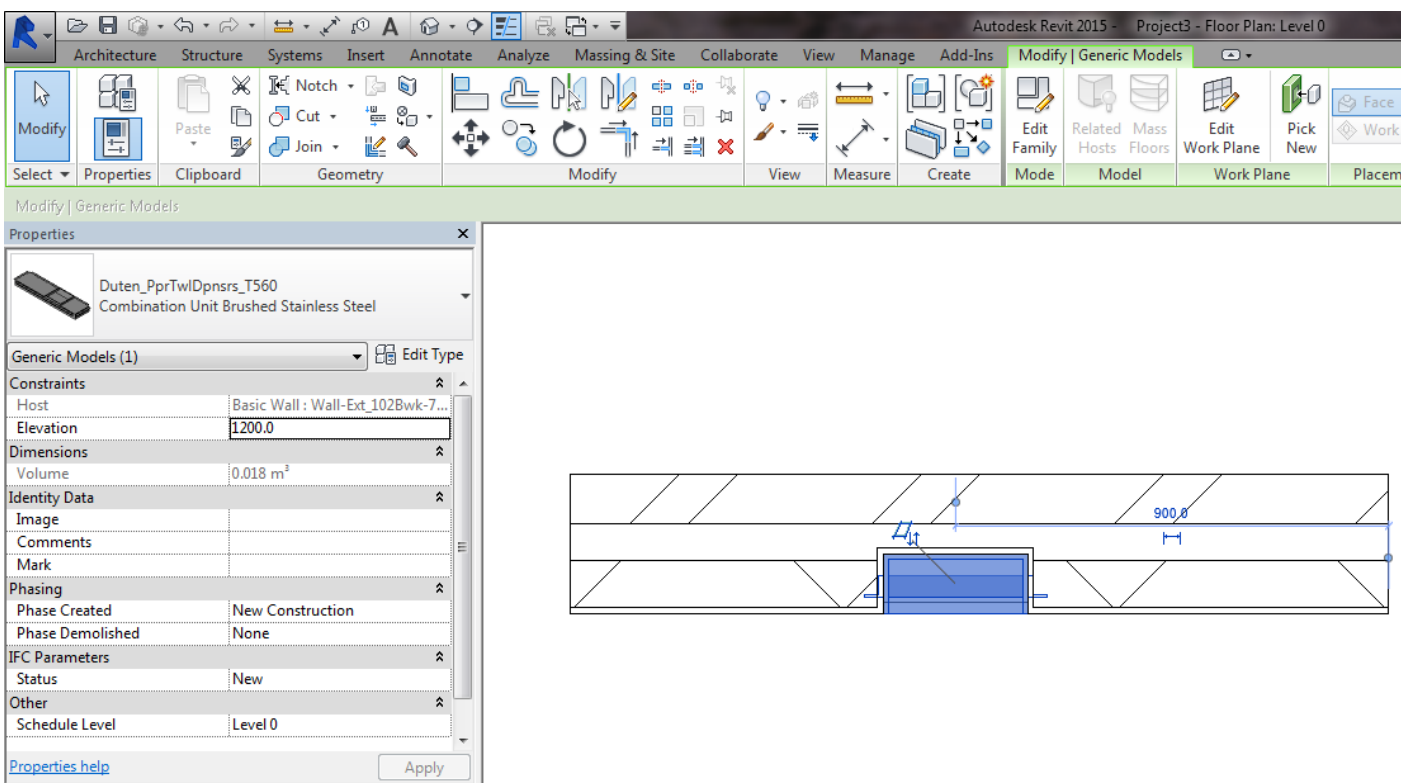 Autodesk Revit 2015 - Project3 - Floor Plan: Level 0
Architecture Structure Systems Insert Annotate Analyze Massing & Site Collaborate View Manage Add-Ins Modify | Generic Models
Modify
Paste
Notch
Cut
Join
Edit Family
Related Hosts
Mass Floors
Edit Work Plane
Pick New
Face
Work
Select Properties Clipboard Geometry Modify View Measure Create Mode Model Work Plane Placem
Modify | Generic Models
Properties
Duten_PprTwlDpnsrs_T560
Combination Unit Brushed Stainless Steel
Generic Models (1) Edit Type
Constraints
Host Basic Wall : Wall-Ext_102Bwk-7...
Elevation 1200.0
Dimensions
Volume 0.018 m³
Identity Data
Image
Comments
Mark
Phasing
Phase Created New Construction
Phase Demolished None
IFC Parameters
Status New
Other
Schedule Level Level 0
Properties help Apply
900.0